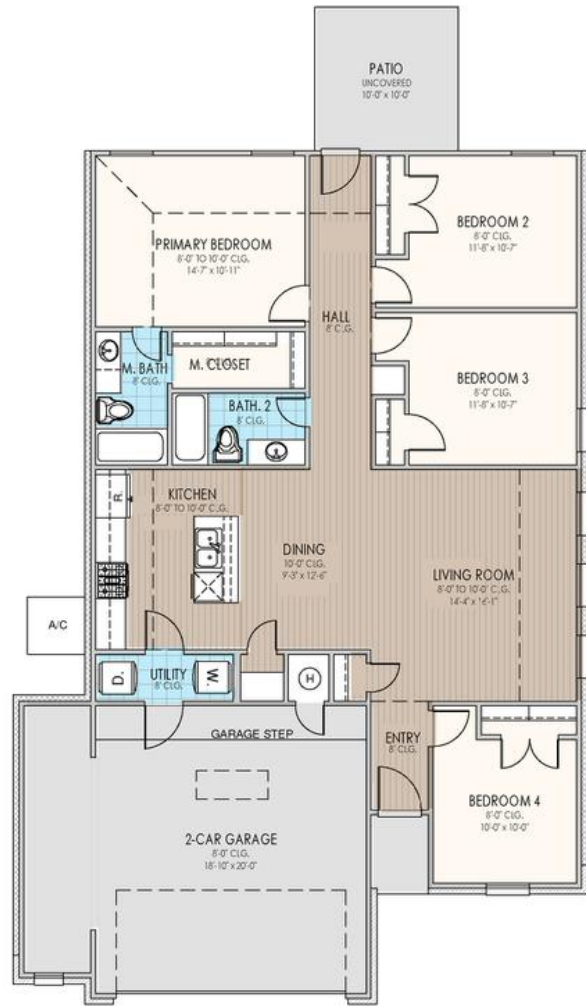 PATIO
UNCOVERED
10'-0" x 10'-0"
PRIMARY BEDROOM
8'-0" TO 10'-0" CLG.
14'-7" x 10'-11"
BEDROOM 2
8'-0" CLG.
11'-8" x 10'-7"
HALL
8' CLG.
M. BATH
8' CLG.
M. CLOSET
BATH. 2
8' CLG.
BEDROOM 3
8'-0" CLG.
11'-8" x 10'-7"
R.
KITCHEN
8'-0" TO 10'-0" CLG.
DINING
10'-0" CLG.
9'-3" x 12'-6"
LIVING ROOM
8'-0" TO 10'-0" CLG.
14'-4" x 16'-1"
A/C
D.
UTILITY
8' CLG.
W.
H
GARAGE STEP
ENTRY
8' CLG.
BEDROOM 4
8'-0" CLG.
10'-0" x 10'-0"
2-CAR GARAGE
8'-0" CLG.
18'-10" x 20'-0"